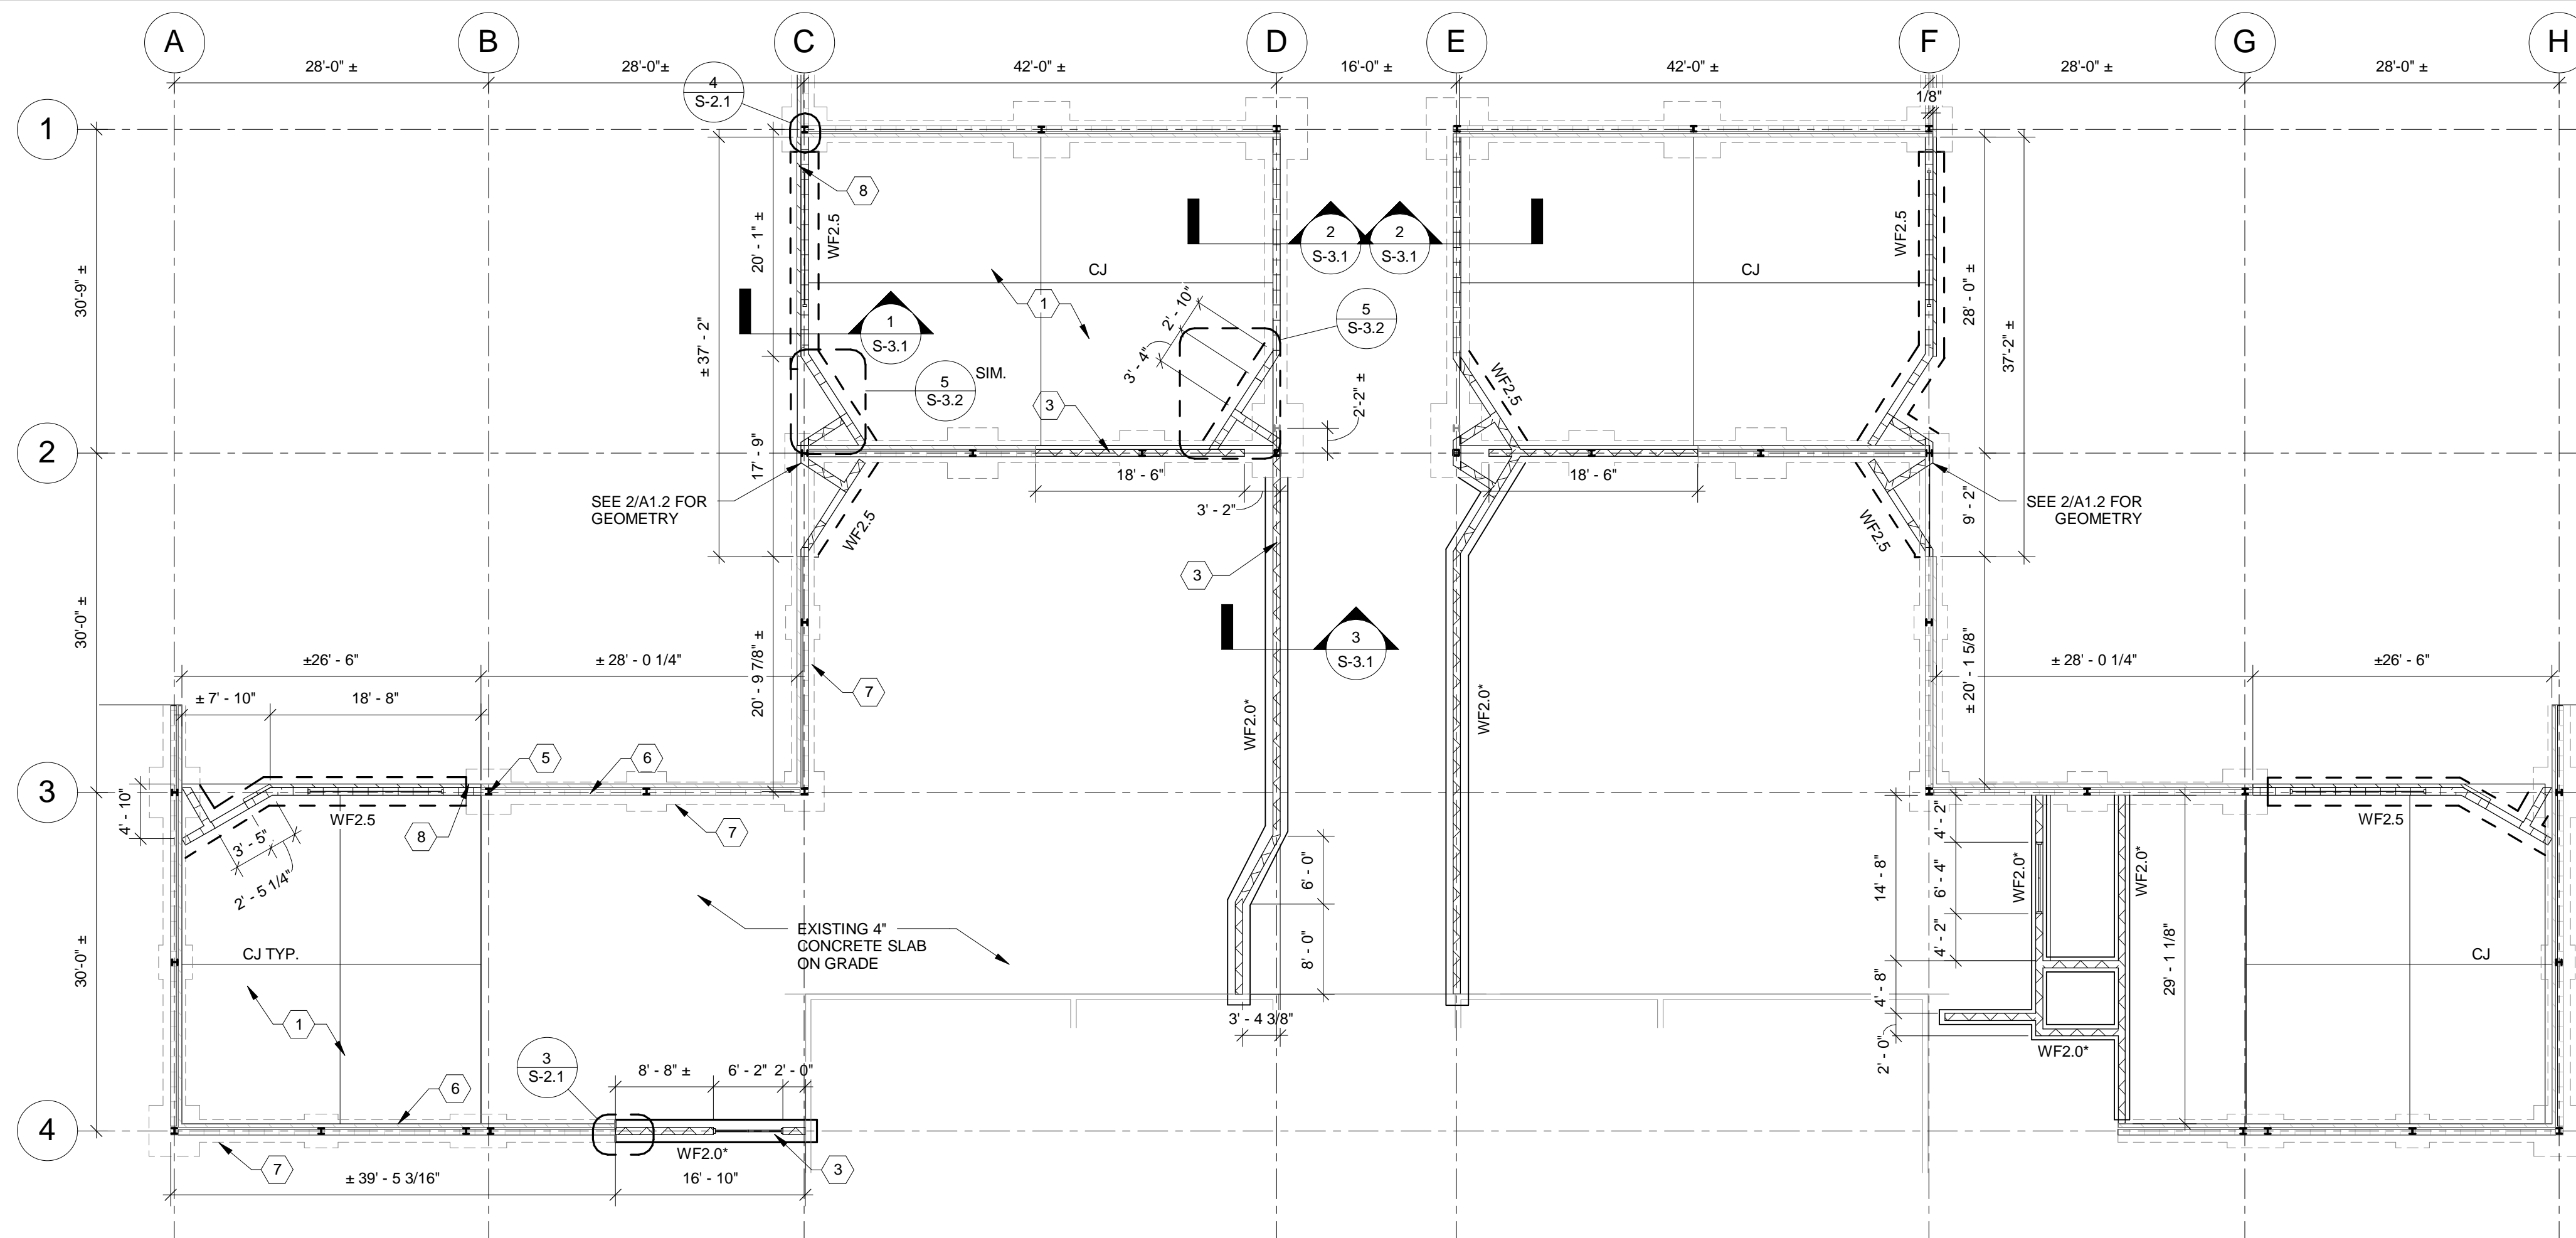 A
B
C
D
E
F
G
H
28'-0" ±
28'-0"±
42'-0" ±
16'-0" ±
42'-0" ±
28'-0" ±
28'-0" ±
4
S-2.1
1/8"
1
8
WF2.5
20' - 1" ±
± 37' - 2"
30'-9" ±
CJ
1
1
S-3.1
2
S-3.1
2
S-3.1
CJ
WF2.5
28' - 0" ±
37'-2" ±
5
S-3.2
SIM.
3
2' - 10"
3' - 4"
5
S-3.2
2'-2" ±
WF2.5
2
17' - 9"
18' - 6"
3' - 2"
18' - 6"
SEE 2/A1.2 FOR
GEOMETRY
WF2.5
WF2.5
9' - 2"
SEE 2/A1.2 FOR
GEOMETRY
3
30'-0" ±
3
S-3.1
±26' - 6"
± 28' - 0 1/4"
20' - 9 7/8" ±
7
± 20' - 1 5/8"
± 28' - 0 1/4"
±26' - 6"
± 7' - 10"
18' - 8"
WF2.0*
WF2.0*
5
6
3
4' - 10"
WF2.5
8
7
3' - 5"
2' - 5 1/4"
WF2.5
4' - 2"
6' - 4"
4' - 2"
14' - 8"
4' - 8"
2' - 0"
WF2.0*
WF2.0*
29' - 1 1/8"
6' - 0"
8' - 0"
EXISTING 4"
CONCRETE SLAB
ON GRADE
CJ TYP.
CJ
30'-0" ±
1
3' - 4 3/8"
WF2.0*
3
S-2.1
8' - 8" ±
6' - 2"
2' - 0"
6
4
7
WF2.0*
3
± 39' - 5 3/16"
16' - 10"